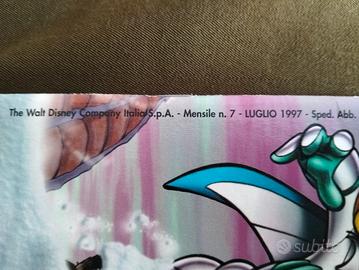 The Walt Disney Company Italia S.p.A. - Mensile n. 7 - LUGLIO 1997 - Sped. Abb.
subito